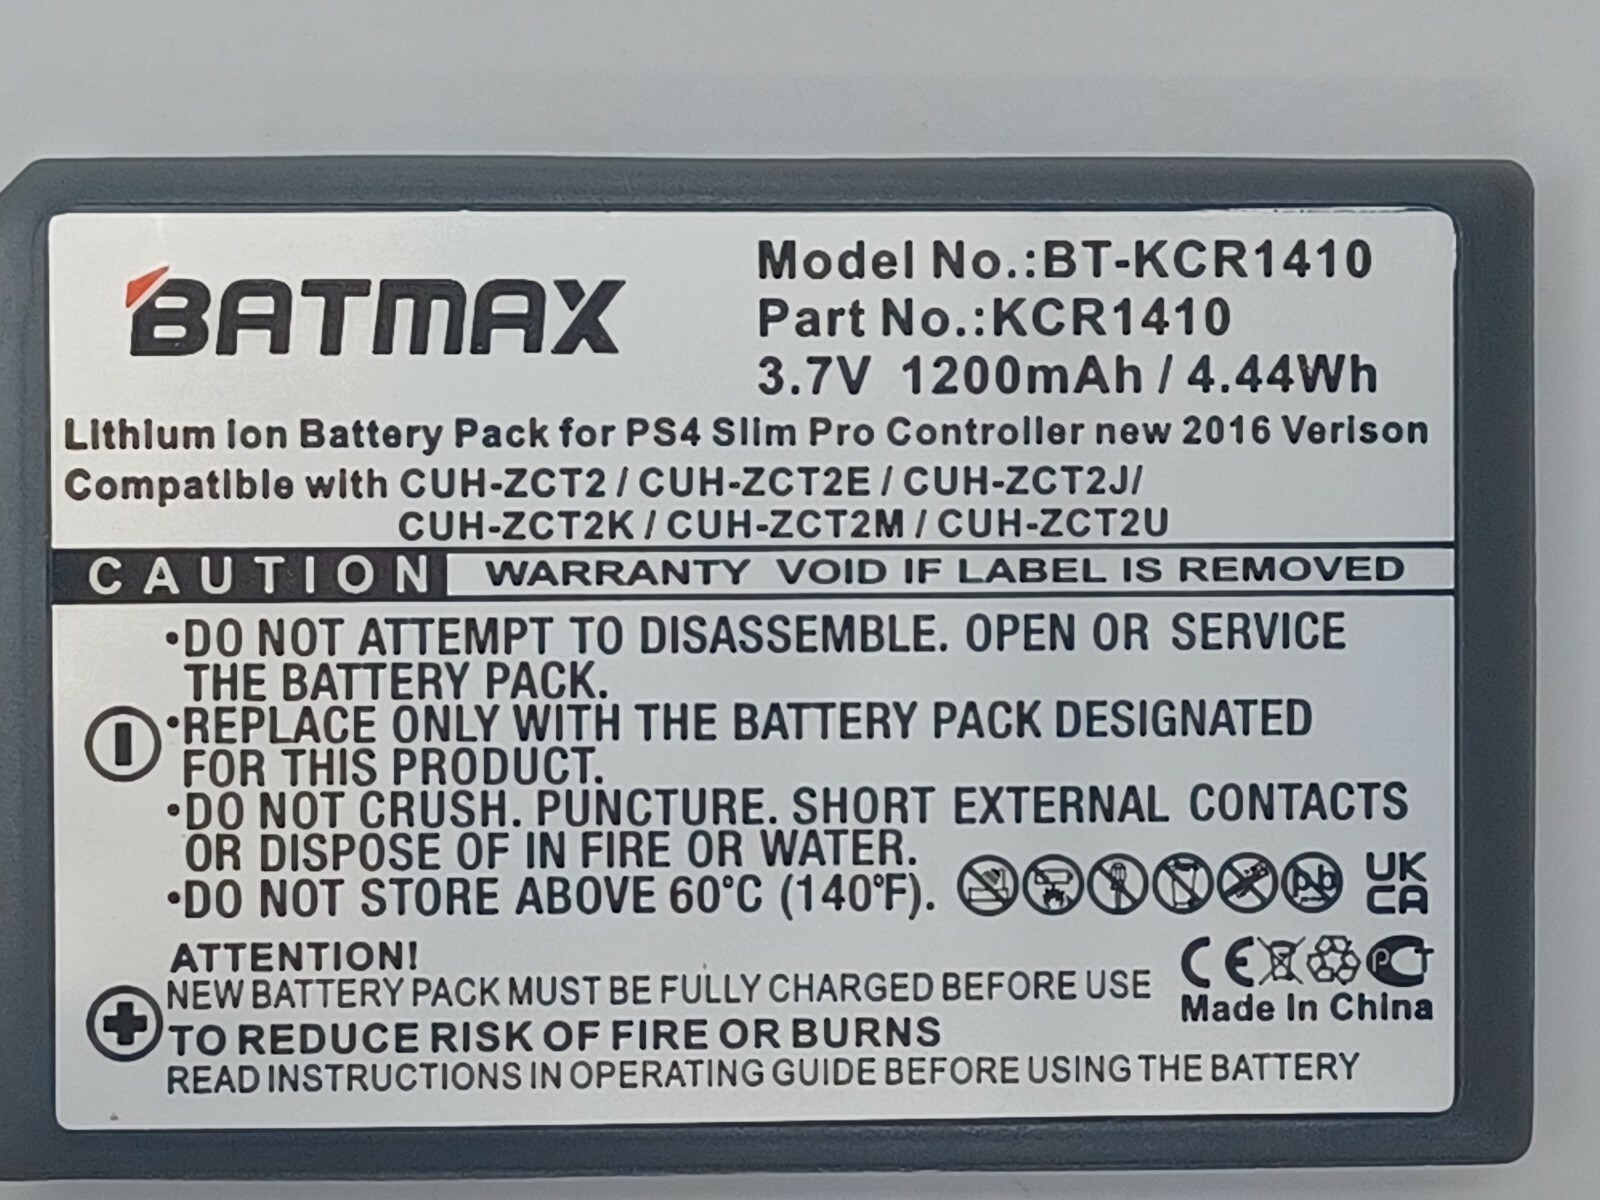 BATMAX
Model No.:BT-KCR1410
Part No.:KCR1410
3.7V 1200mAh / 4.44Wh
Lithium Ion Battery Pack for PS4 Slim Pro Controller new 2016 Verison
Compatible with CUH-ZCT2 / CUH-ZCT2E / CUH-ZCT2J/
CUH-ZCT2K / CUH-ZCT2M / CUH-ZCT2U
CAUTION WARRANTY VOID IF LABEL IS REMOVED
•DO NOT ATTEMPT TO DISASSEMBLE. OPEN OR SERVICE
THE BATTERY PACK.
•REPLACE ONLY WITH THE BATTERY PACK DESIGNATED
FOR THIS PRODUCT.
•DO NOT CRUSH. PUNCTURE. SHORT EXTERNAL CONTACTS
OR DISPOSE OF IN FIRE OR WATER.
•DO NOT STORE ABOVE 60°C (140°F).
Pb
UK
CA
ATTENTION!
NEW BATTERY PACK MUST BE FULLY CHARGED BEFORE USE
TO REDUCE RISK OF FIRE OR BURNS
READ INSTRUCTIONS IN OPERATING GUIDE BEFORE USING THE BATTERY
CE PCT
Made In China